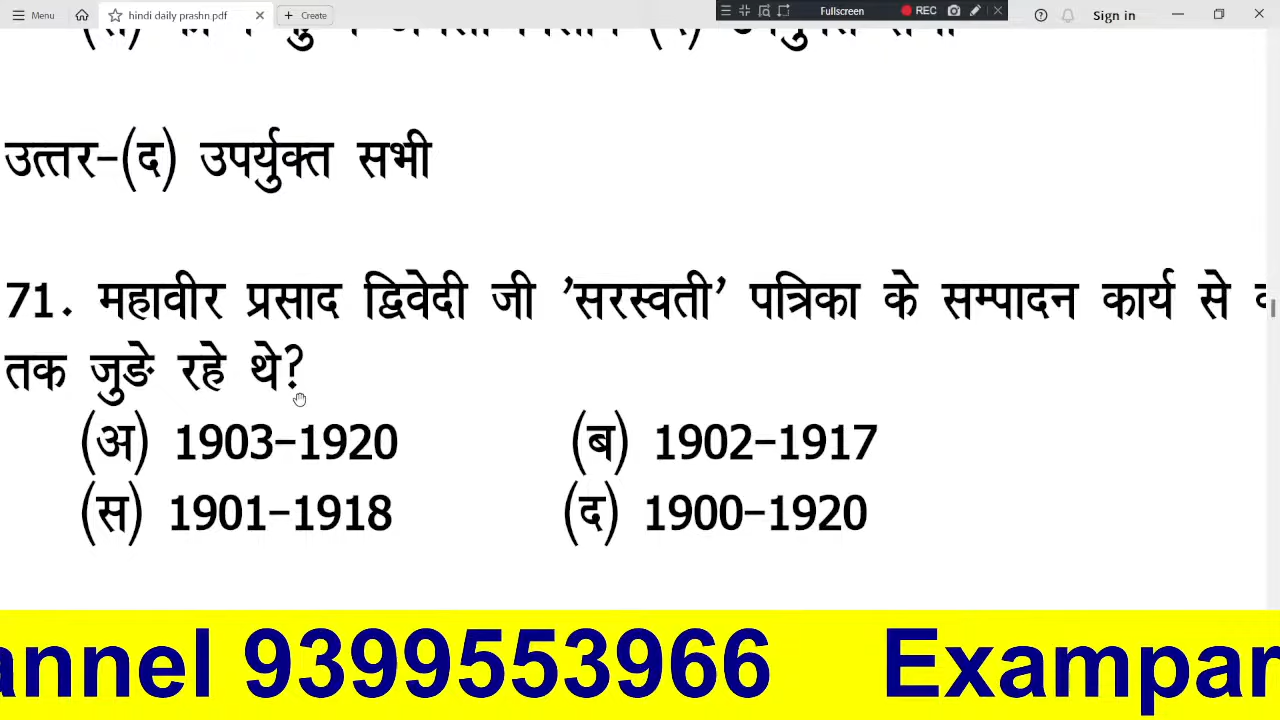 Menu hindi daily prashn.pdf Create Fullscreen REC Sign in
उत्तर-(द) उपर्युक्त सभी
71. महावीर प्रसाद द्विवेदी जी 'सरस्वती' पत्रिका के सम्पादन कार्य से
तक जुङे रहे थे?
(अ) 1903-1920 (ब) 1902-1917
(स) 1901-1918 (द) 1900-1920
annel 9399553966 Exampar